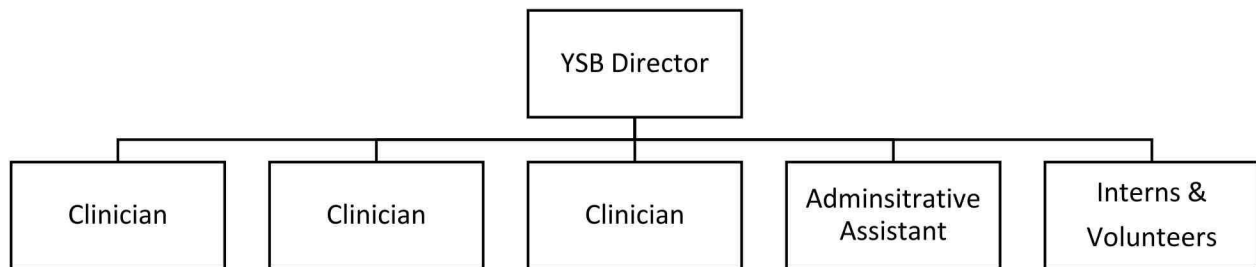 YSB Director
Clinician
Clinician
Clinician
Adminsitrative
Assistant
Interns &
Volunteers